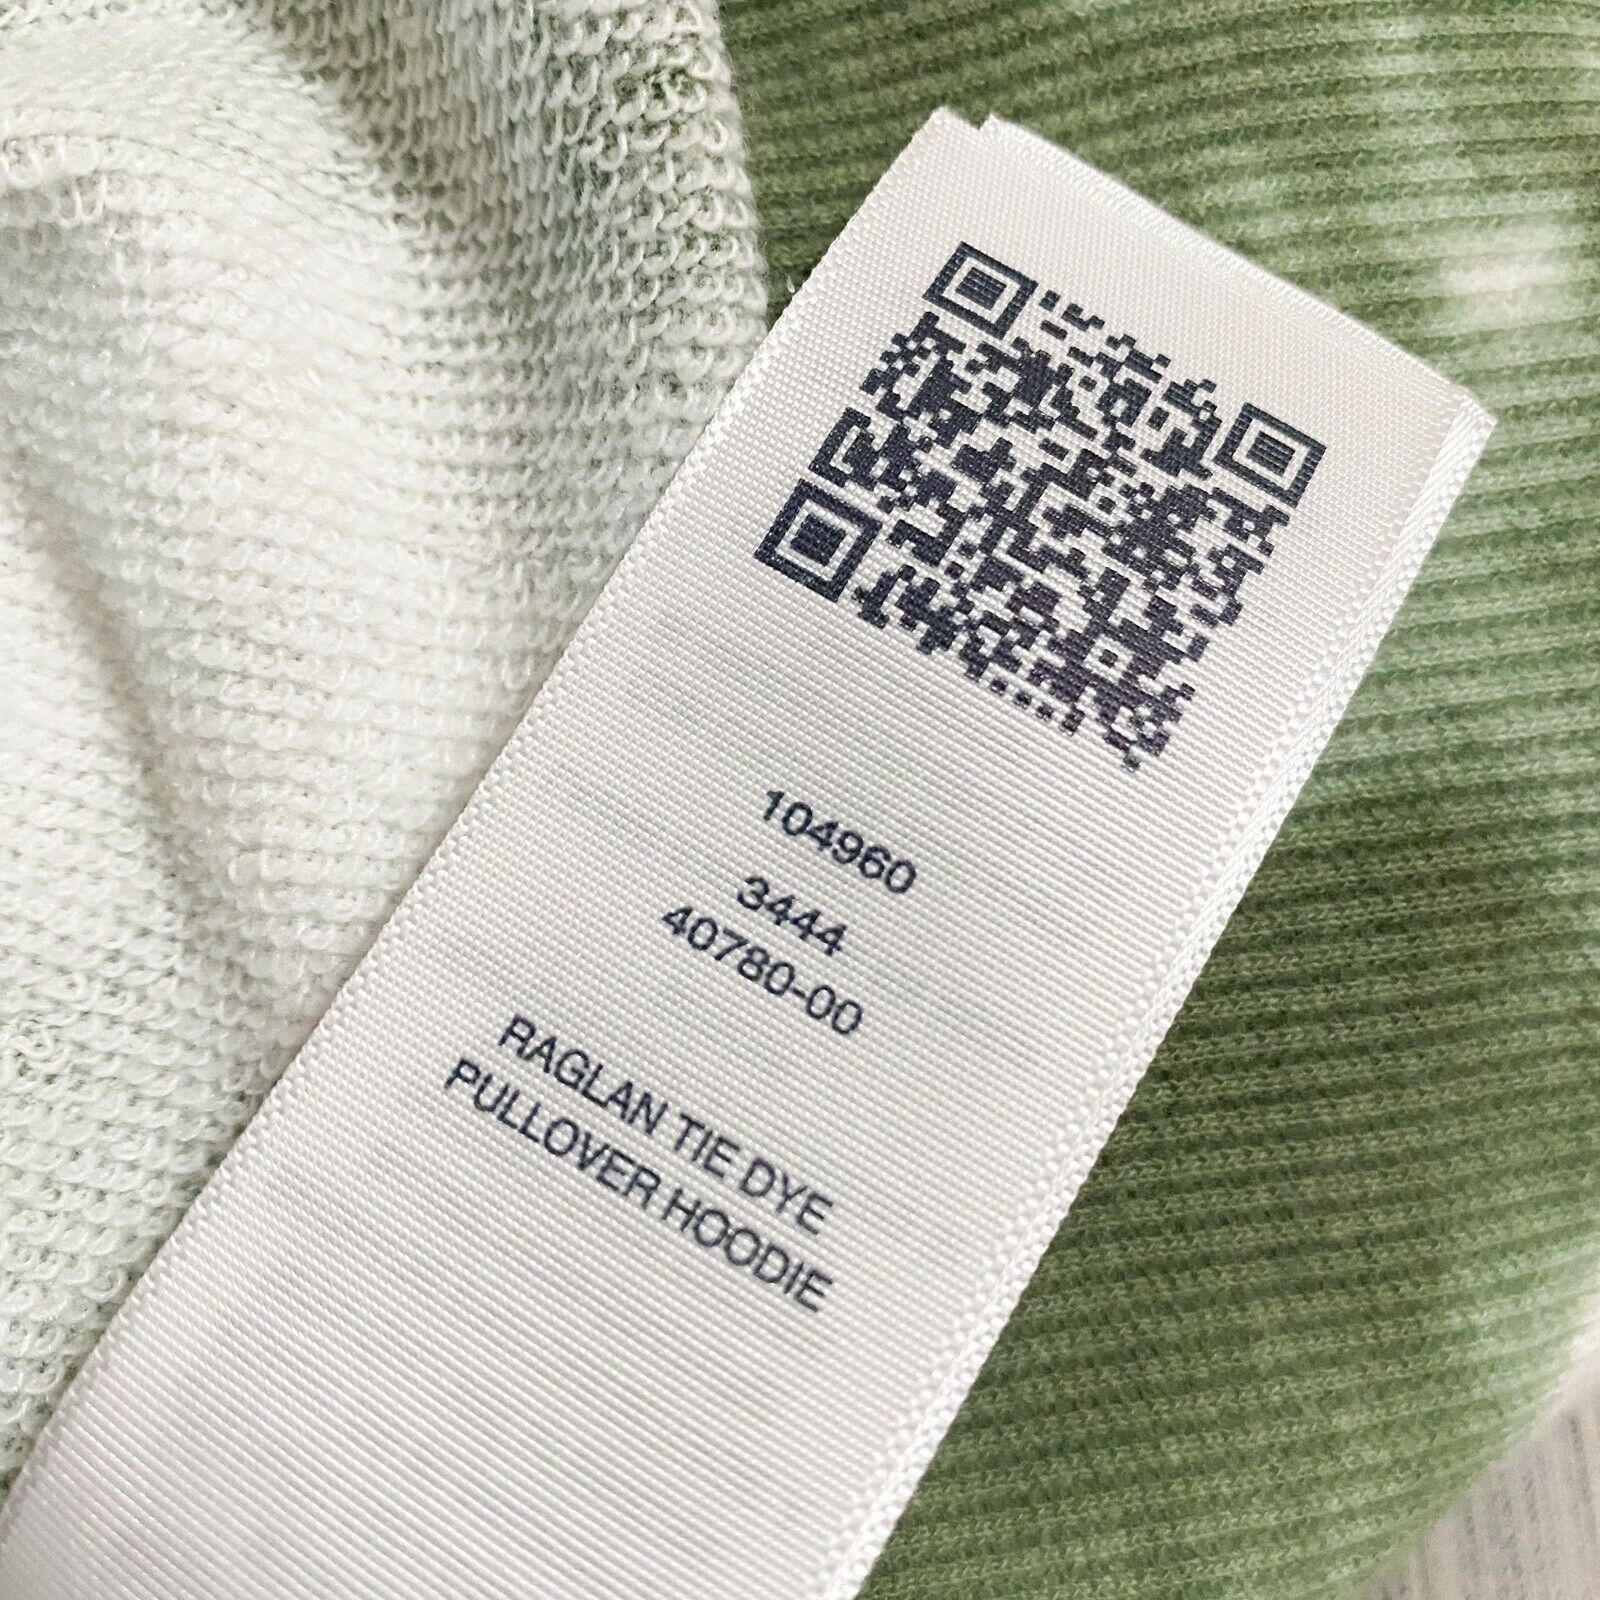 104960
3444
40780-00
RAGLAN TIE DYE
PULLOVER HOODIE